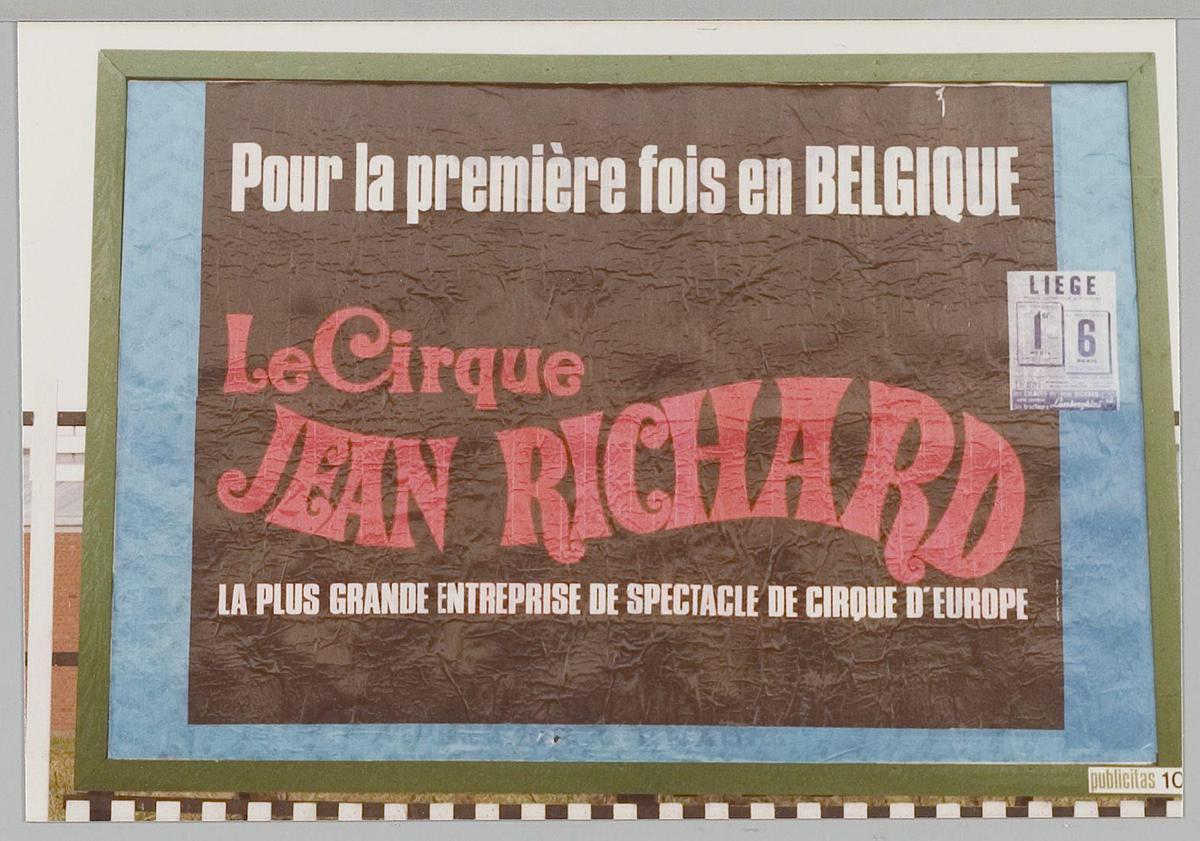 Pour la première fois en BELGIQUE
LIEGE
1er 6
Le Cirque
JEAN RICHARD
LA PLUS GRANDE ENTREPRISE DE SPECTACLE DE CIRQUE D'EUROPE
publicitas 10